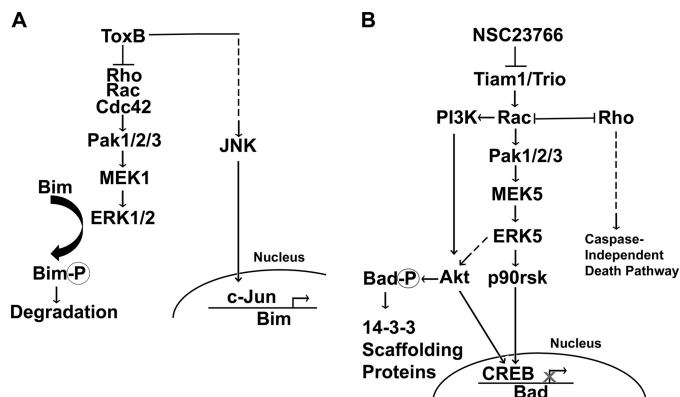 A
ToxB
Rho
Rac
Cdc42
Pak1/2/3
MEK1
ERK1/2
Bim
Bim-P
Degradation
JNK
Nucleus
c-Jun
Bim
B
NSC23766
Tiam1/Trio
PI3K
Rac
Rho
Pak1/2/3
MEK5
ERK5
Caspase-
Independent
Death Pathway
Bad-P
Akt
p90rsk
14-3-3
Scaffolding
Proteins
Nucleus
CREB
Bad